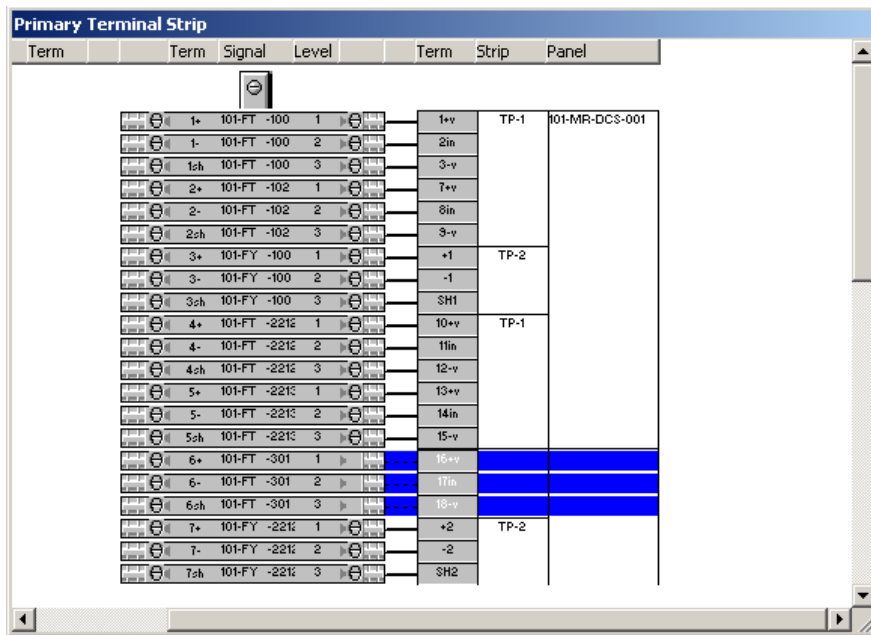 Primary Terminal Strip
Term Term Signal Level Term Strip Panel
1+ 101-FT -100 1 1+v TP-1 101-MR-DCS-001
1- 101-FT -100 2 2in
1sh 101-FT -100 3 3-v
2+ 101-FT -102 1 7+v
2- 101-FT -102 2 8in
2sh 101-FT -102 3 9-v
3+ 101-FY -100 1 +1 TP-2
3- 101-FY -100 2 -1
3sh 101-FY -100 3 SH1
4+ 101-FT -2212 1 10+v TP-1
4- 101-FT -2212 2 11in
4sh 101-FT -2212 3 12-v
5+ 101-FT -2213 1 13+v
5- 101-FT -2213 2 14in
5sh 101-FT -2213 3 15-v
6+ 101-FT -301 1 16+v
6- 101-FT -301 2 17in
6sh 101-FT -301 3 18-v
7+ 101-FY -2212 1 +2 TP-2
7- 101-FY -2212 2 -2
7sh 101-FY -2212 3 SH2